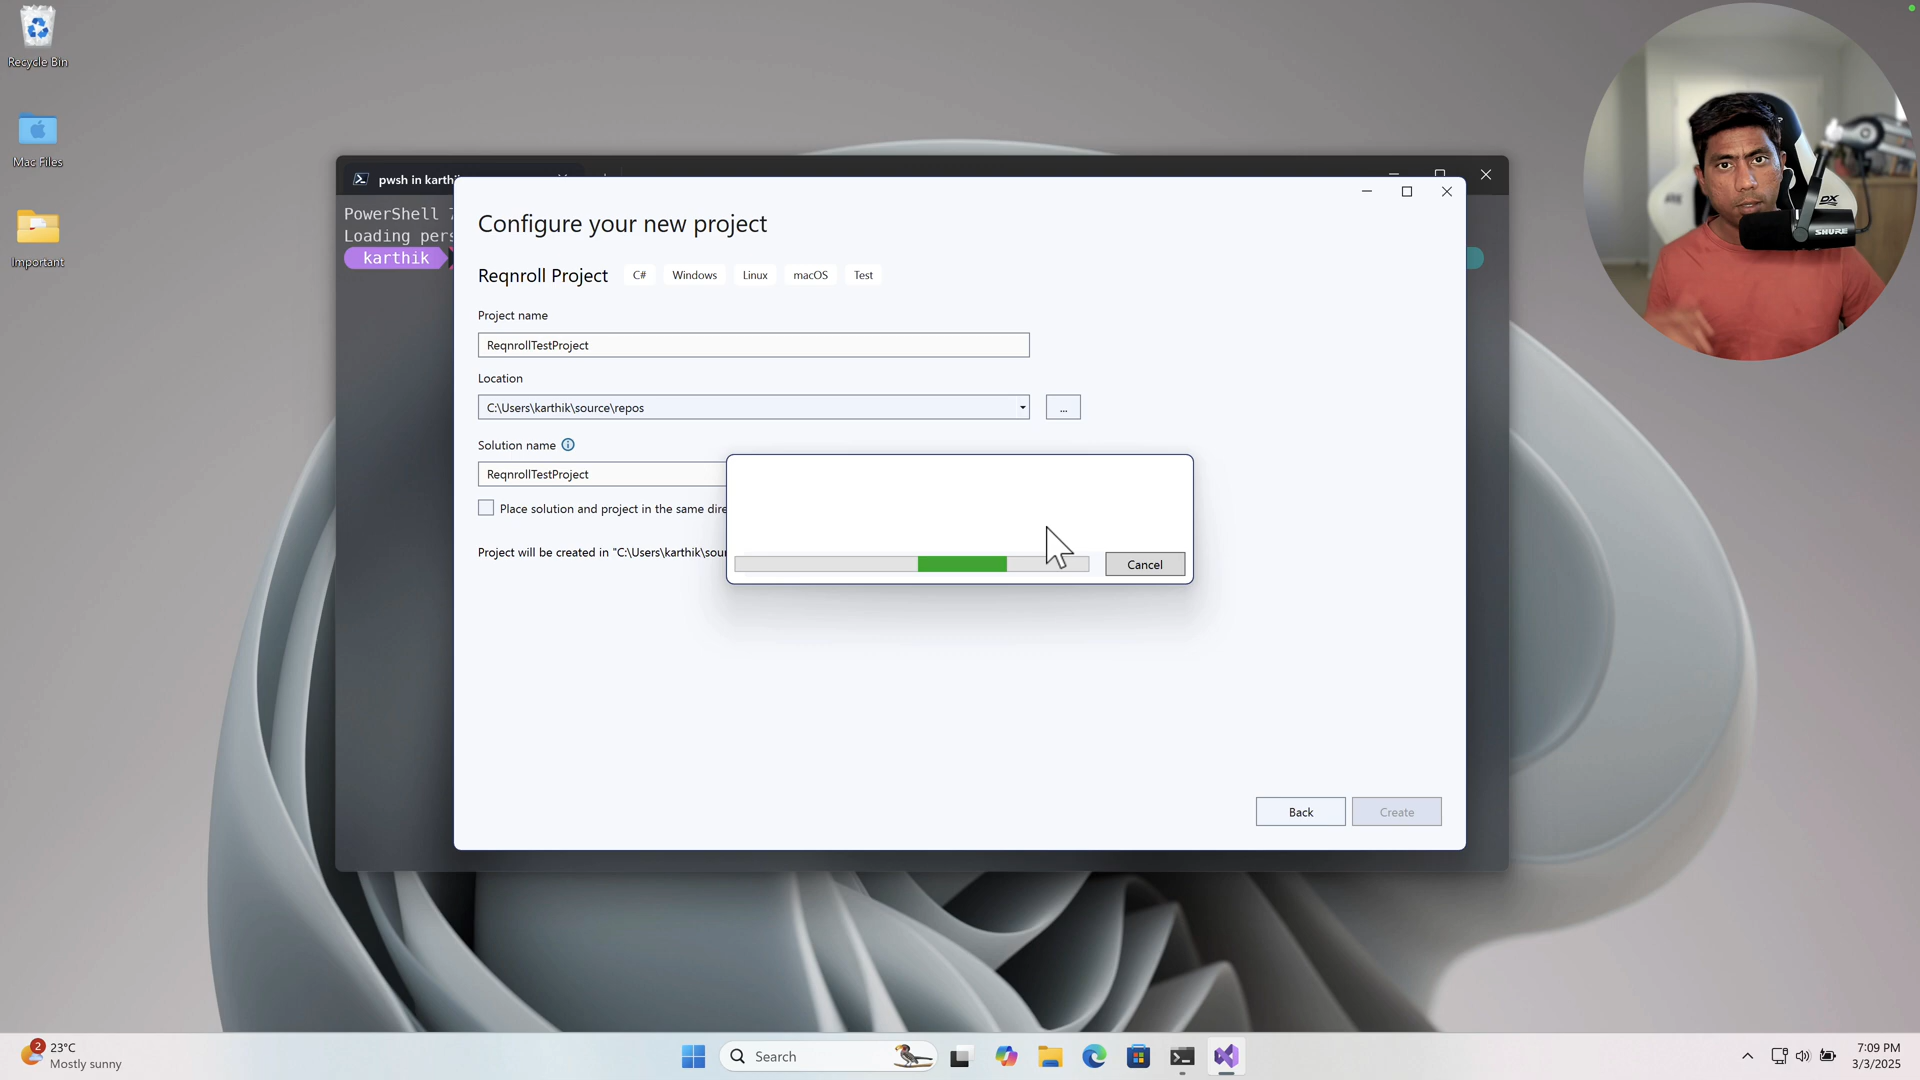 Recycle Bin
Mac Files
Important
pwsh in karthi
PowerShell 7
Loading pers
karthik
Configure your new project
Reqnroll Project C# Windows Linux macOS Test
Project name
ReqnrollTestProject
Location
C:\Users\karthik\source\repos
...
Solution name
ReqnrollTestProject
Place solution and project in the same dire
Project will be created in "C:\Users\karthik\sour
Cancel
Back
Create
DX
SHURE
2
23°C
Mostly sunny
Search
7:09 PM
3/3/2025